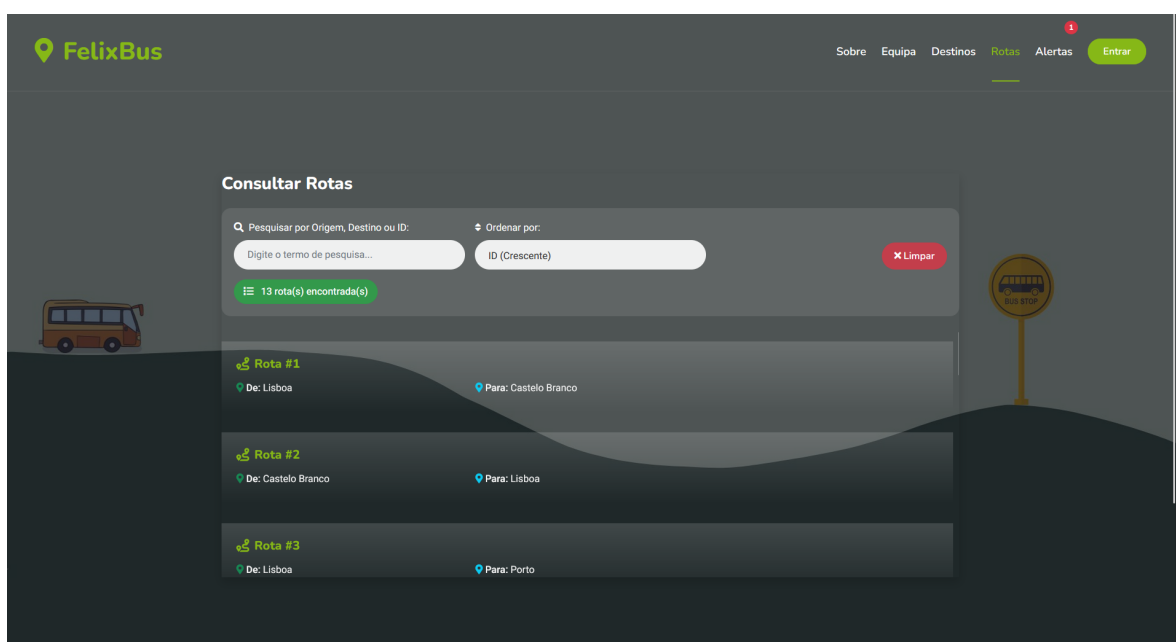 FelixBus
Sobre Equipa Destinos Rotas Alertas 1 Entrar
Consultar Rotas
Pesquisar por Origem, Destino ou ID: Ordenar por:
Digite o termo de pesquisa... ID (Crescente) Limpar
13 rota(s) encontrada(s)
BUS STOP
Rota #1
De: Lisboa Para: Castelo Branco
Rota #2
De: Castelo Branco Para: Lisboa
Rota #3
De: Lisboa Para: Porto